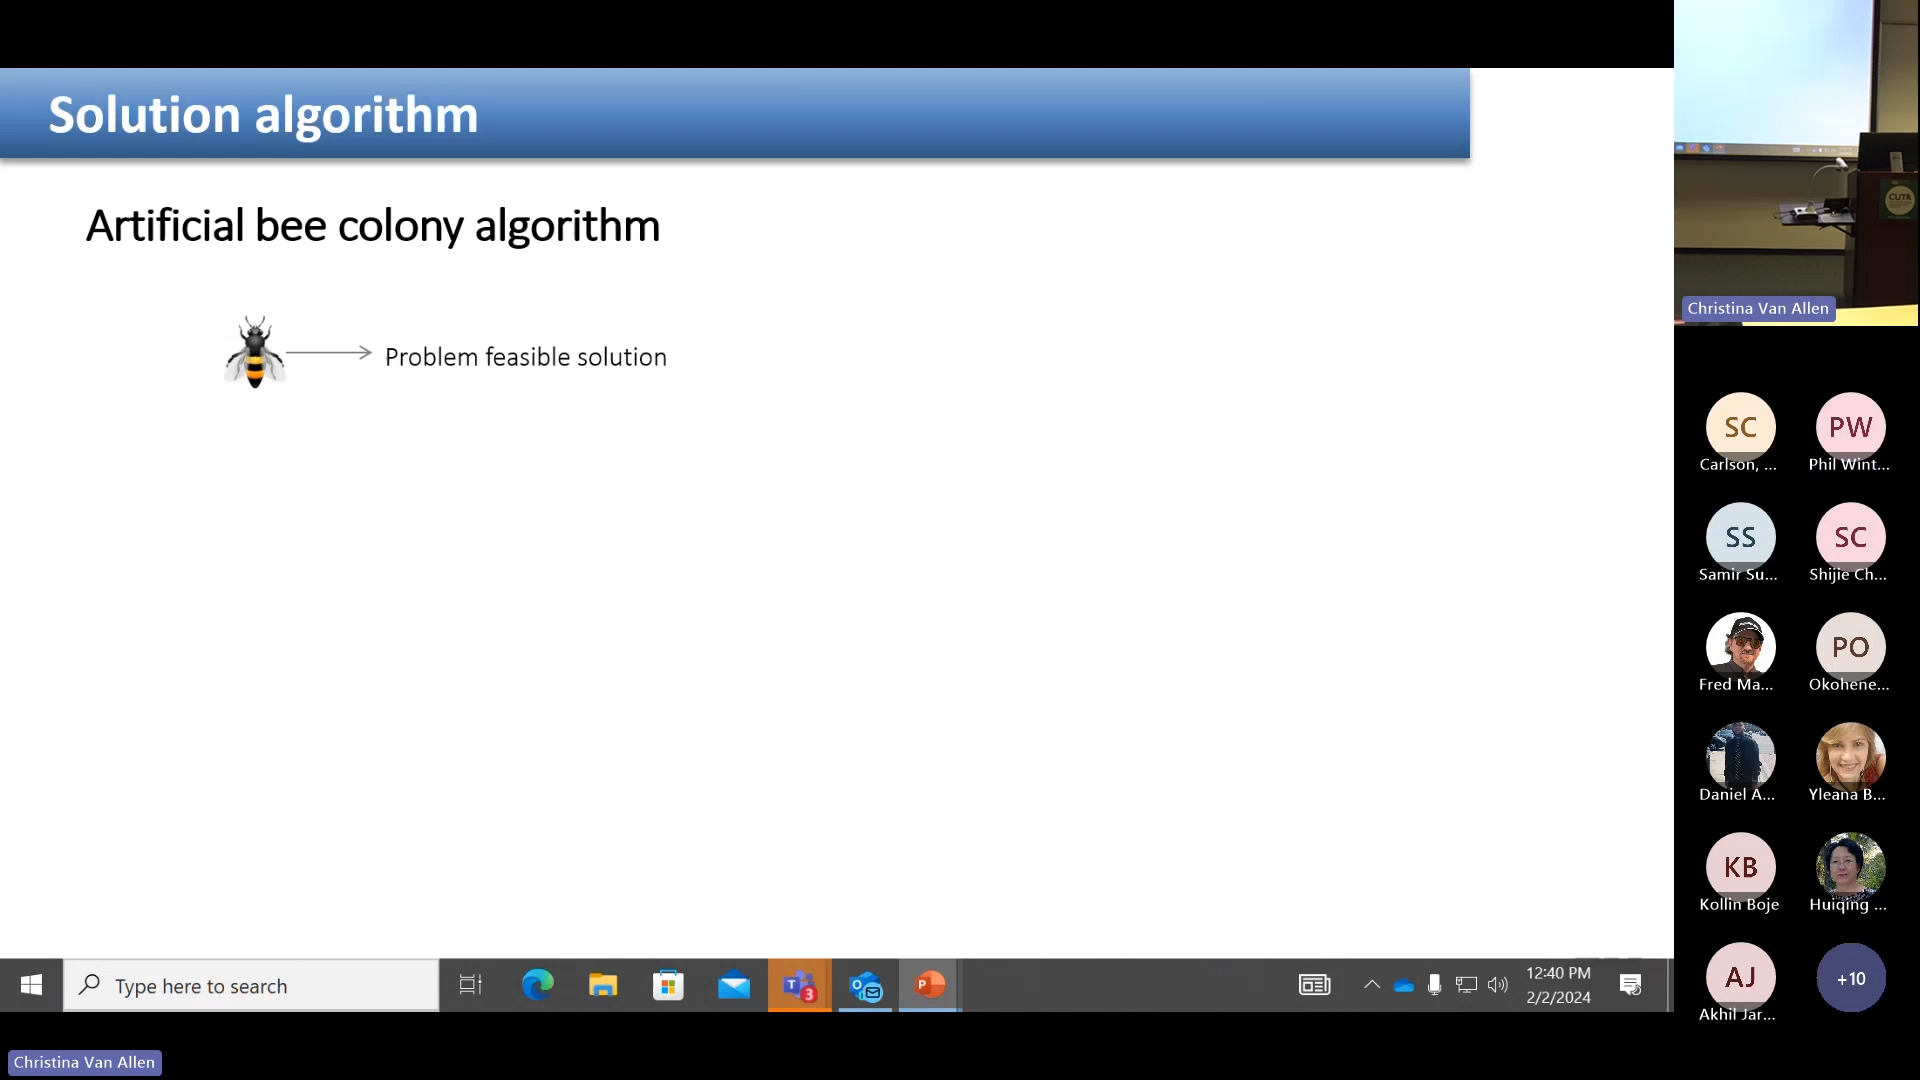 Solution algorithm
Artificial bee colony algorithm
Problem feasible solution
Christina Van Allen
CUTR
SC
Carlson, ...
PW
Phil Wint...
SS
Samir Su...
SC
Shijie Ch...
Fred Ma...
PO
Okohene...
Daniel A...
Yleana B...
KB
Kollin Boje
Huiqing ...
AJ
Akhil Jar...
+10
Type here to search
T 3
O
P
12:40 PM
2/2/2024
Christina Van Allen